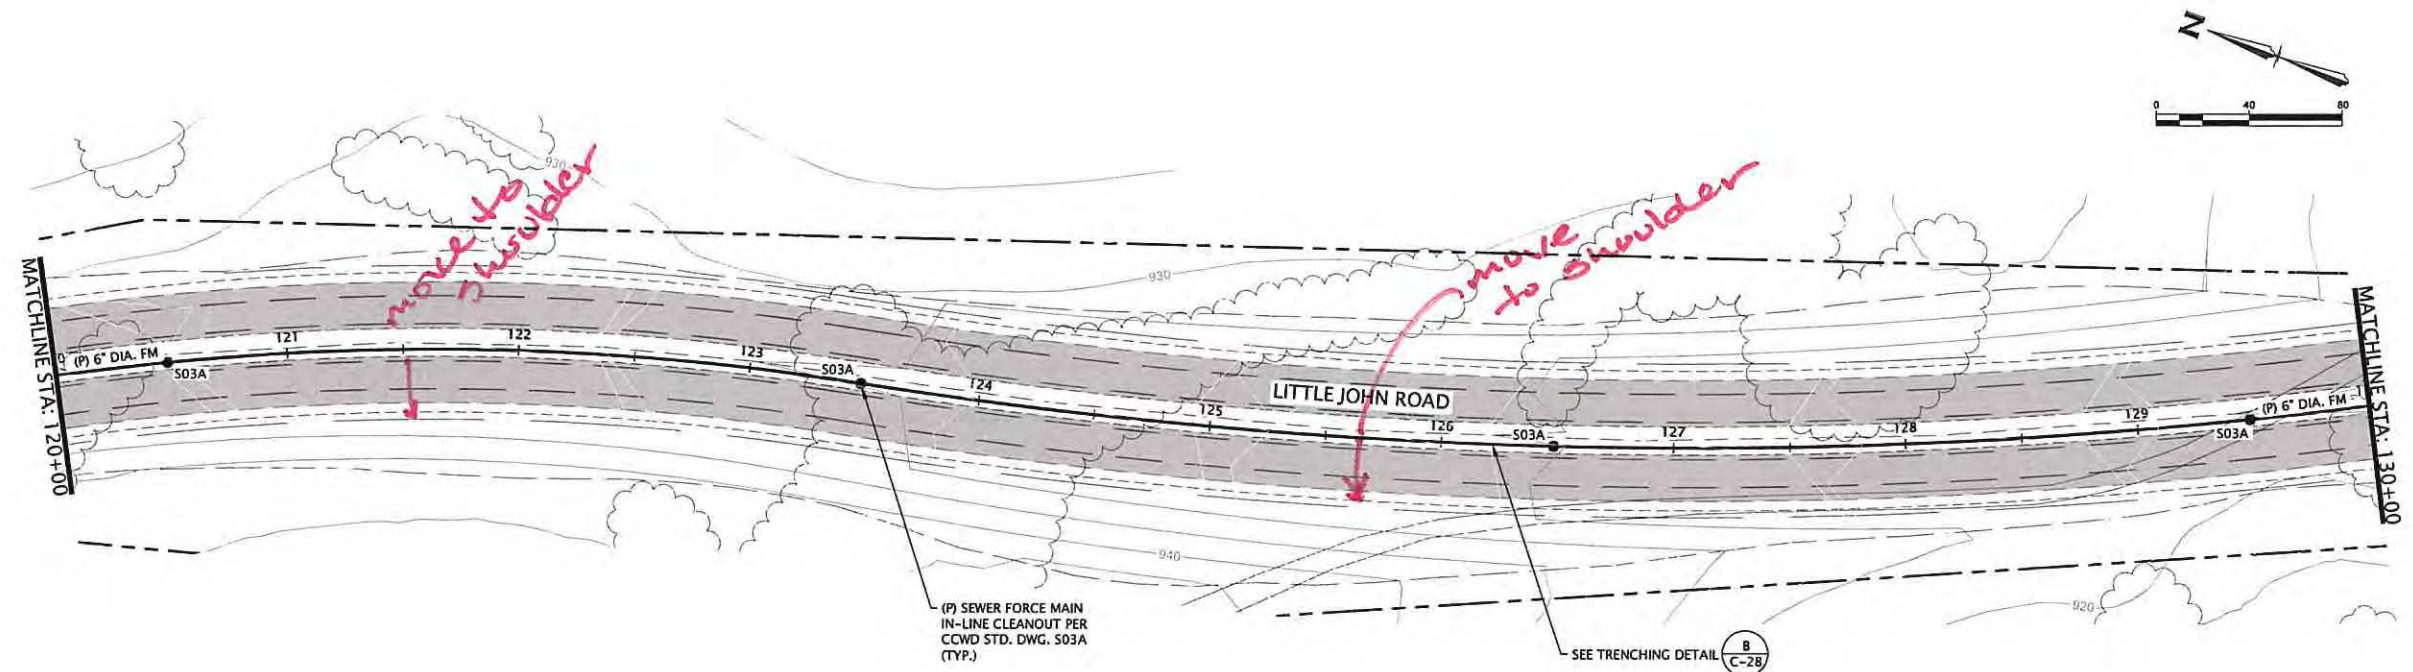 N
0 40 80
930
move to
shoulder
move
to shoulder
930
MATCHLINE STA: 120+00
(P) 6" DIA. FM
S03A
121
122
123
S03A
124
LITTLE JOHN ROAD
125
126
S03A
127
128
129
(P) 6" DIA. FM
S03A
MATCHLINE STA: 130+00
940
920
(P) SEWER FORCE MAIN
IN-LINE CLEANOUT PER
CCWD STD. DWG. S03A
(TYP.)
SEE TRENCHING DETAIL
B
C-28